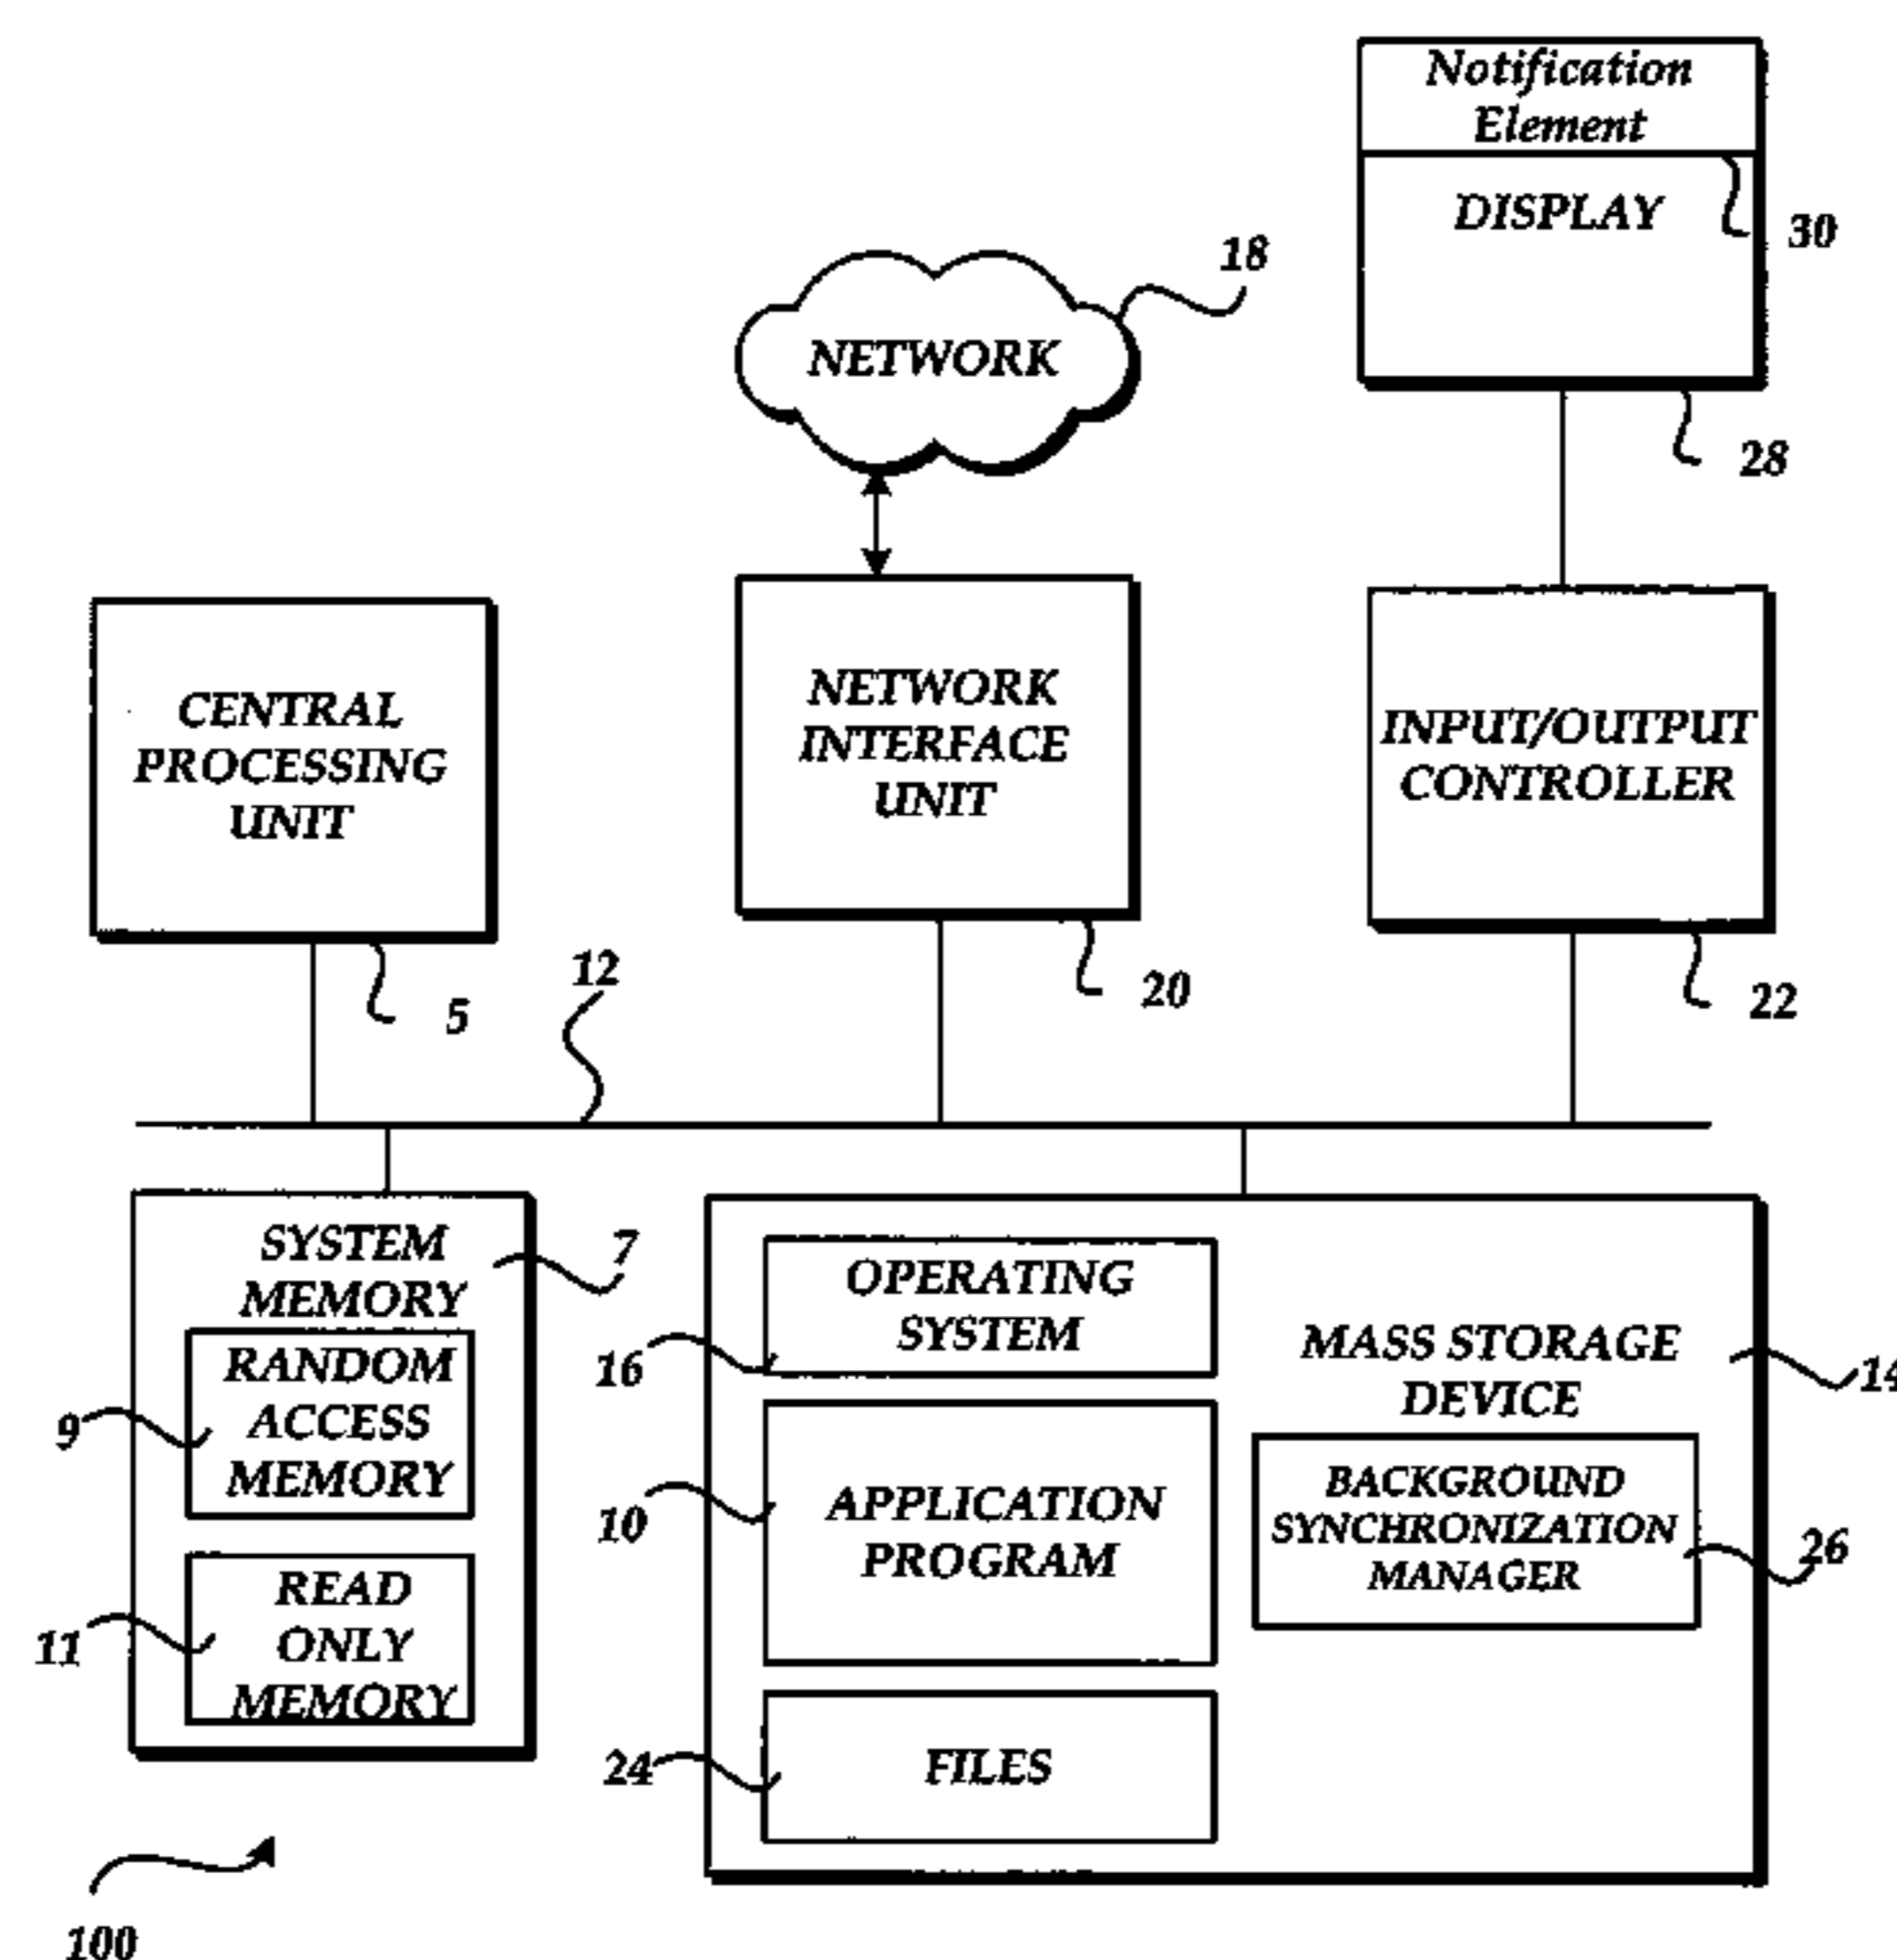 Notification
Element
DISPLAY
30
18
NETWORK
28
CENTRAL
PROCESSING
UNIT
NETWORK
INTERFACE
UNIT
INPUT/OUTPUT
CONTROLLER
5
12
20
22
SYSTEM
MEMORY
7
RANDOM
ACCESS
MEMORY
9
READ
ONLY
MEMORY
11
OPERATING
SYSTEM
16
MASS STORAGE
DEVICE
14
APPLICATION
PROGRAM
10
BACKGROUND
SYNCHRONIZATION
MANAGER
26
FILES
24
100